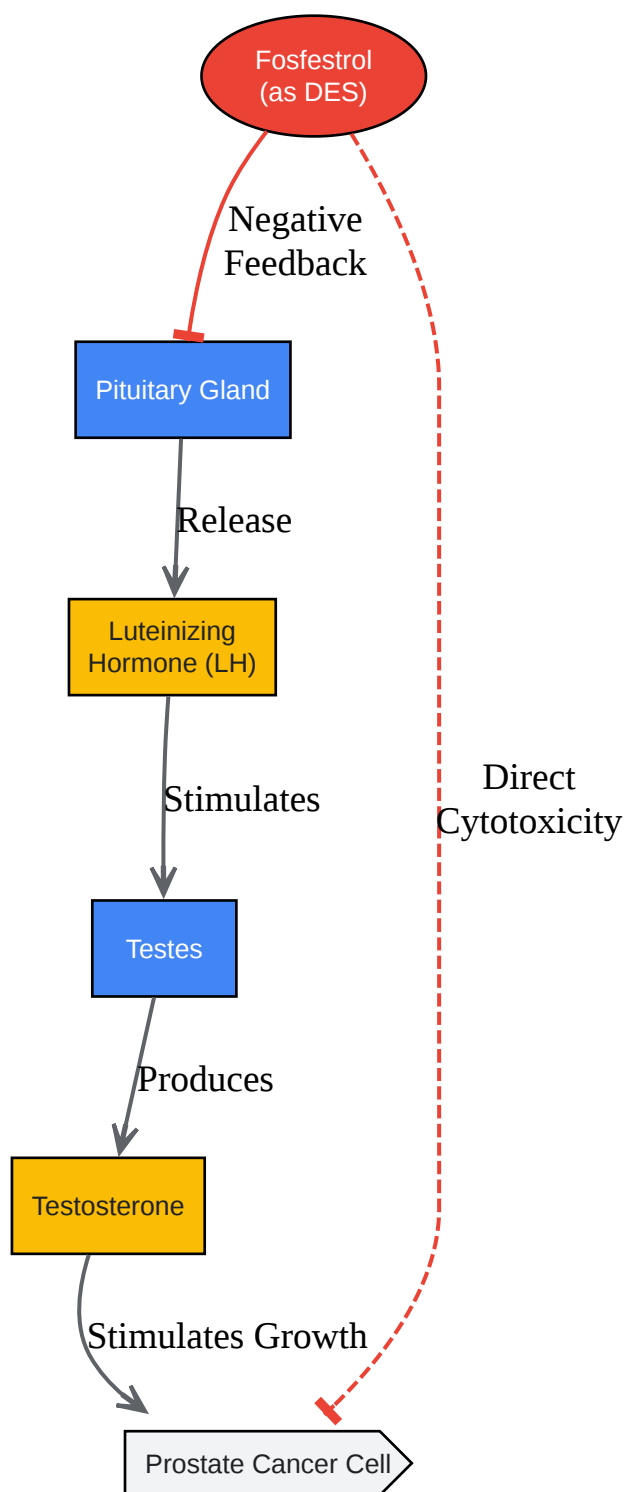 Fosfestrol
(as DES)
Negative
Feedback
Pituitary Gland
Release
Luteinizing
Hormone (LH)
Stimulates
Direct
Cytotoxicity
Testes
Produces
Testosterone
Stimulates Growth
Prostate Cancer Cell